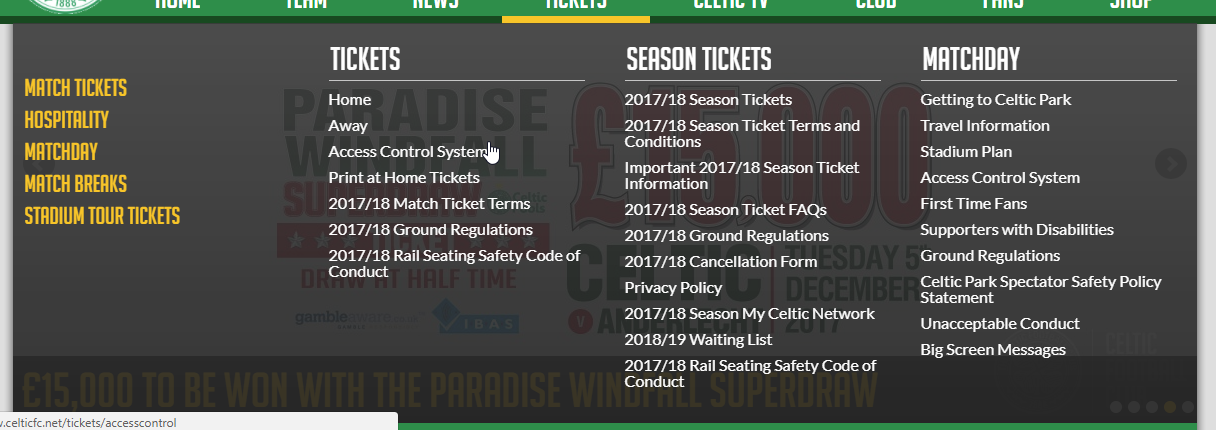 1888
HOME TEAM NEWS TICKETS CELTIC TV CLUB FANS SHOP
MATCH TICKETS
HOSPITALITY
MATCHDAY
MATCH BREAKS
STADIUM TOUR TICKETS
TICKETS
Home
Away
Access Control System
Print at Home Tickets
2017/18 Match Ticket Terms
2017/18 Ground Regulations
2017/18 Rail Seating Safety Code of
Conduct
SEASON TICKETS
2017/18 Season Tickets
2017/18 Season Ticket Terms and
Conditions
Important 2017/18 Season Ticket
Information
2017/18 Season Ticket FAQs
2017/18 Ground Regulations
2017/18 Cancellation Form
Privacy Policy
2017/18 Season My Celtic Network
2018/19 Waiting List
2017/18 Rail Seating Safety Code of
Conduct
MATCHDAY
Getting to Celtic Park
Travel Information
Stadium Plan
Access Control System
First Time Fans
Supporters with Disabilities
Ground Regulations
Celtic Park Spectator Safety Policy
Statement
Unacceptable Conduct
Big Screen Messages
PARADISE
WINDFALL
SUPERDRAW
TICKET
DRAW AT HALF TIME
gambleaware
IBAS
£15,000
CELTIC
V ANDERLECHT
TUESDAY 5
DECEMBER
2017
£15,000 TO BE WON WITH THE PARADISE WINDFALL SUPERDRAW
.celticfc.net/tickets/accesscontrol